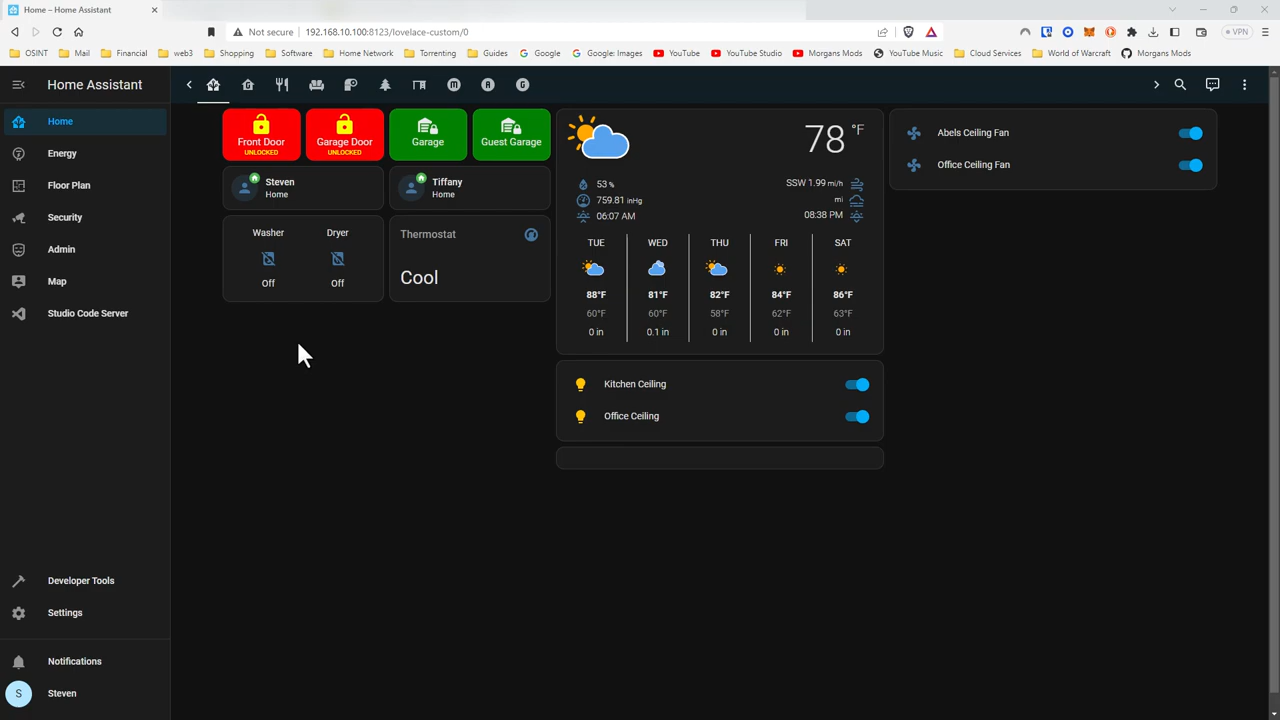 Home – Home Assistant
Not secure 192.168.10.100:8123/lovelace-custom/0
VPN
OSINT Mail Financial web3 Shopping Software Home Network Torrenting Guides Google Google: Images YouTube YouTube Studio Morgans Mods YouTube Music Cloud Services World of Warcraft Morgans Mods
Home Assistant
M A G
Home
Energy
Floor Plan
Security
Admin
Map
Studio Code Server
Developer Tools
Settings
Notifications
S Steven
Front Door
UNLOCKED
Garage Door
UNLOCKED
Garage
Guest Garage
Steven
Home
Tiffany
Home
Washer Dryer
Off Off
Thermostat
Cool
78 °F
53 % SSW 1.99 mi/h
759.81 inHg mi
06:07 AM 08:38 PM
TUE WED THU FRI SAT
88°F 81°F 82°F 84°F 86°F
60°F 60°F 58°F 62°F 63°F
0 in 0.1 in 0 in 0 in 0 in
Kitchen Ceiling
Office Ceiling
Abels Ceiling Fan
Office Ceiling Fan